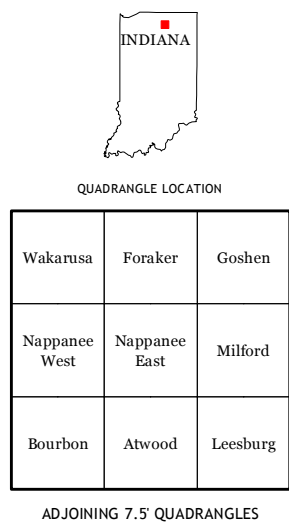 INDIANA
QUADRANGLE LOCATION
Wakarusa
Foraker
Goshen
Nappanee
West
Nappanee
East
Milford
Bourbon
Atwood
Leesburg
ADJOINING 7.5' QUADRANGLES